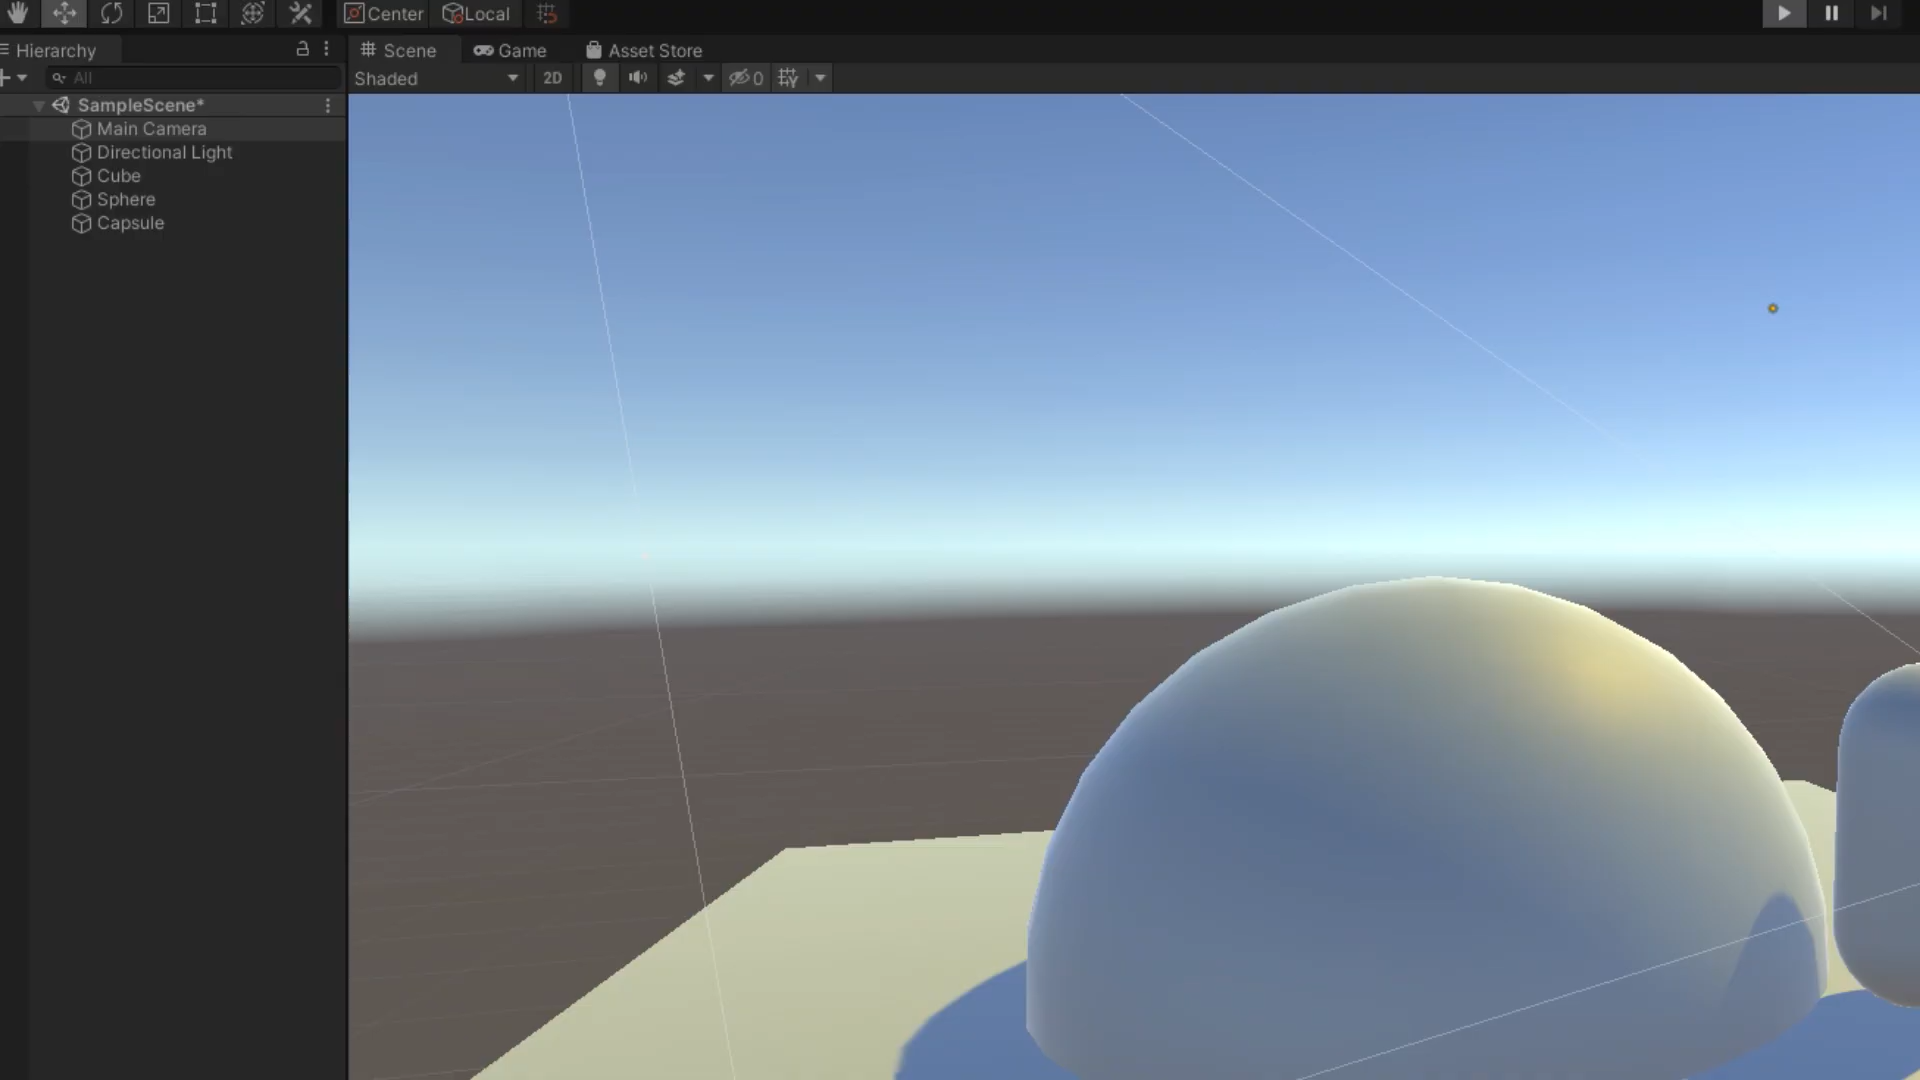 Center
Local
Hierarchy
Scene
Game
Asset Store
All
Shaded
2D
0
SampleScene*
Main Camera
Directional Light
Cube
Sphere
Capsule